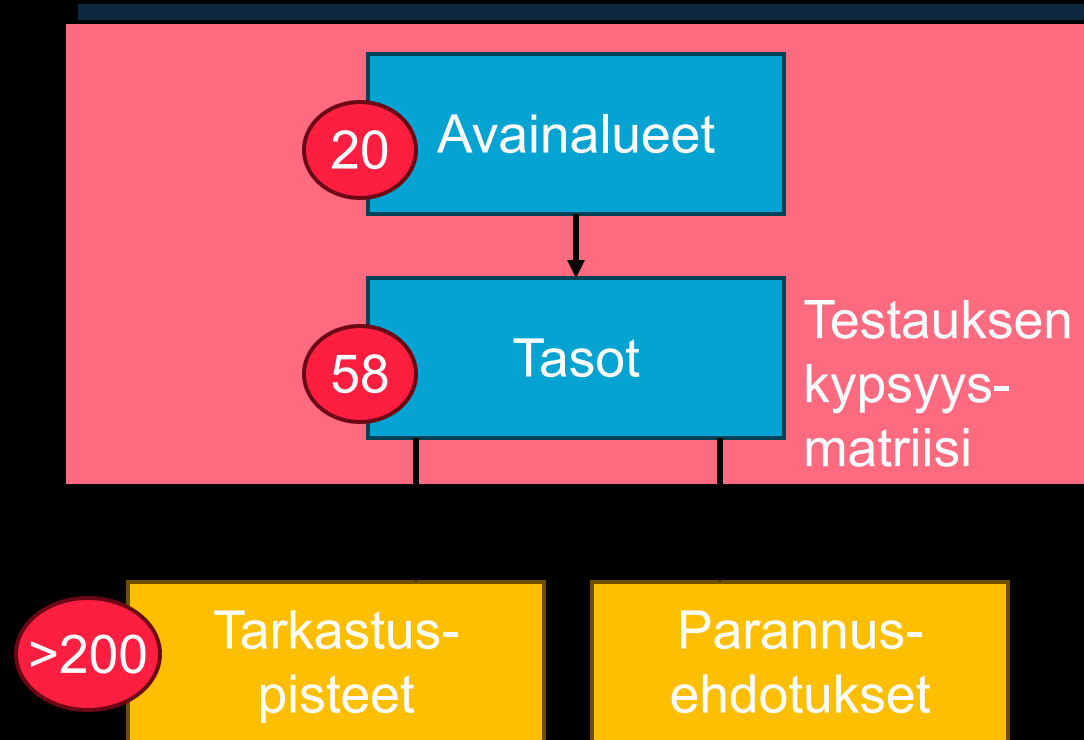 Avainalueet
20
Tasot
58
Testauksen
kypsyys-
matriisi
>200
Tarkastus-
pisteet
Parannus-
ehdotukset